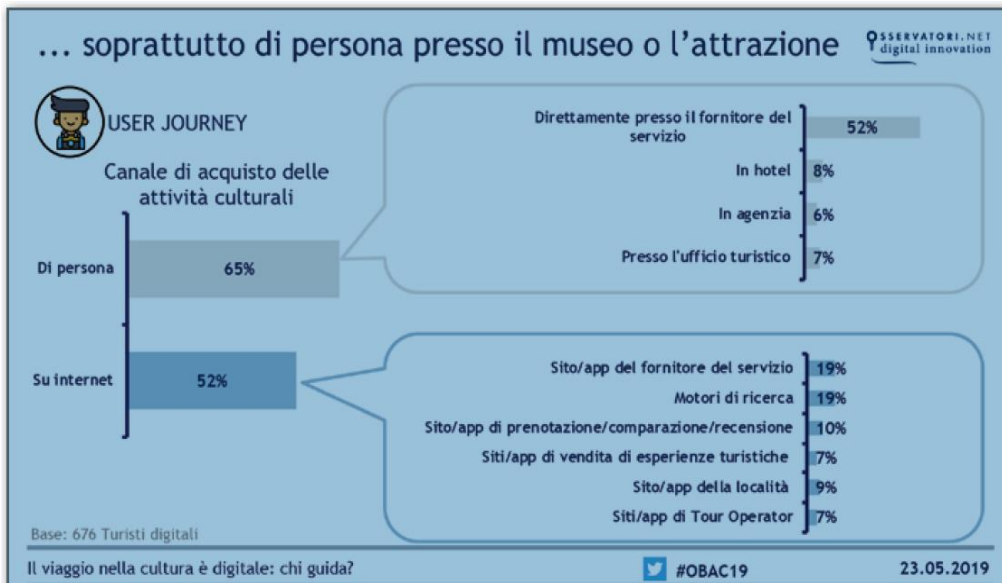 ... soprattutto di persona presso il museo o l'attrazione
OSSERVATORI.NET
digital innovation
USER JOURNEY
Canale di acquisto delle
attività culturali
Di persona
65%
Su internet
52%
Direttamente presso il fornitore del
servizio
52%
In hotel
8%
In agenzia
6%
Presso l'ufficio turistico
7%
Sito/app del fornitore del servizio
19%
Motori di ricerca
19%
Sito/app di prenotazione/comparazione/recensione
10%
Siti/app di vendita di esperienze turistiche
7%
Sito/app della località
9%
Siti/app di Tour Operator
7%
Base: 676 Turisti digitali
Il viaggio nella cultura è digitale: chi guida?
#OBAC19
23.05.2019